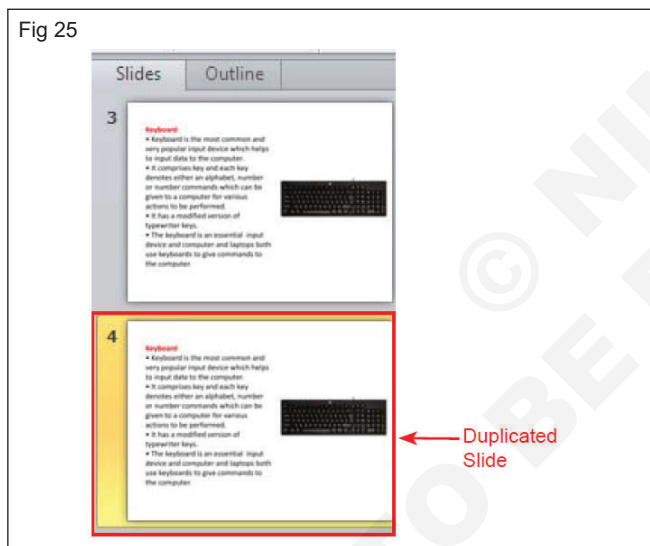 Fig 25
Slides Outline
3
Keyboard
• Keyboard is the most common and
very popular input device which helps
to input data to the computer.
• It comprises key and each key
denotes either an alphabet, number
or number commands which can be
given to a computer for various
actions to be performed.
• It has a modified version of
typewriter keys.
• The keyboard is an essential input
device and computer and laptops both
use keyboards to give commands to
the computer.
4
Keyboard
• Keyboard is the most common and
very popular input device which helps
to input data to the computer.
• It comprises key and each key
denotes either an alphabet, number
or number commands which can be
given to a computer for various
actions to be performed.
• It has a modified version of
typewriter keys.
• The keyboard is an essential input
device and computer and laptops both
use keyboards to give commands to
the computer.
Duplicated
Slide
© NI
TO BE